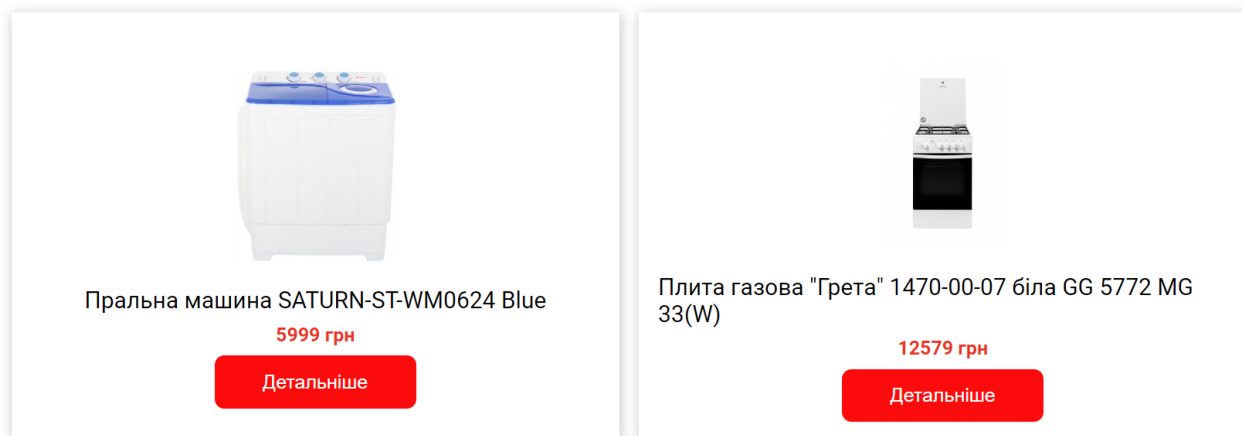 Пральна машина SATURN-ST-WM0624 Blue
5999 грн
Детальніше
Плита газова "Грета" 1470-00-07 біла GG 5772 MG
33(W)
12579 грн
Детальніше